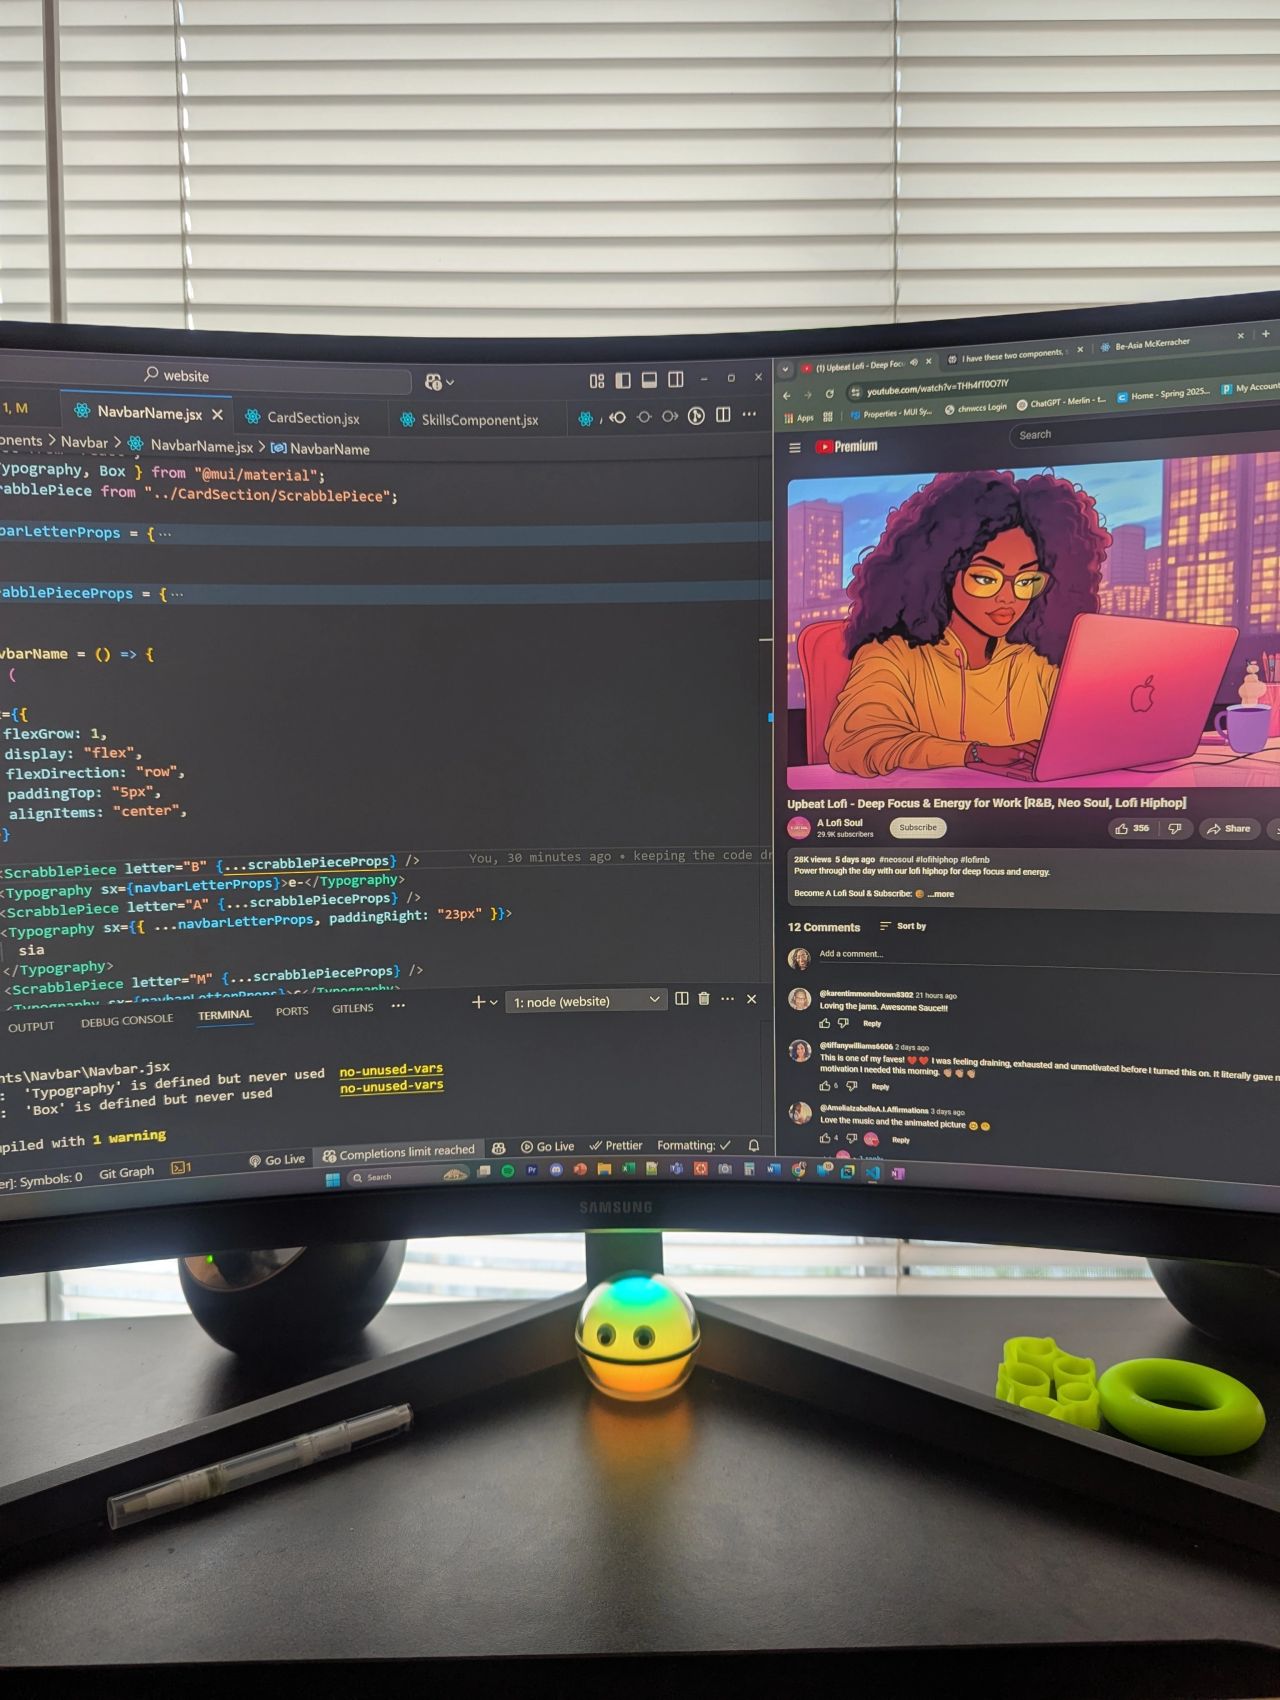 website
1, M
NavbarName.jsx
CardSection.jsx
SkillsComponent.jsx
onents > Navbar > NavbarName.jsx > NavbarName
ypography, Box } from "@mui/material";
rabblePiece from "../CardSection/ScrabblePiece";
barLetterProps = {...
abblePieceProps = {...
vbarName = () => {
(
={{
flexGrow: 1,
display: "flex",
flexDirection: "row",
paddingTop: "5px",
alignItems: "center",
}
<ScrabblePiece letter="B" {...scrabblePieceProps} />
You, 30 minutes ago • keeping the code dr
<Typography sx={navbarLetterProps}>e-</Typography>
<ScrabblePiece letter="A" {...scrabblePieceProps} />
<Typography sx={{ ...navbarLetterProps, paddingRight: "23px" }}>
sia
</Typography>
<ScrabblePiece letter="M" {...scrabblePieceProps} />
<Typography sx={navbarLetterProps}>c</Typography>
1: node (website)
OUTPUT
DEBUG CONSOLE
TERMINAL
PORTS
GITLENS
nts\Navbar\Navbar.jsx
: 'Typography' is defined but never used no-unused-vars
: 'Box' is defined but never used no-unused-vars
piled with 1 warning
er]: Symbols: 0
Git Graph
1
Go Live
Completions limit reached
Go Live
Prettier
Formatting: ✓
Search
(1) Upbeat Lofi - Deep Foc
I have these two components, s
Be-Asia McKerracher
youtube.com/watch?v=THh4fT0O7IY
Apps
Properties - MUI Sy...
chnwccs Login
ChatGPT - Merlin - t...
Home - Spring 2025...
My Account
Premium
Search
Upbeat Lofi - Deep Focus & Energy for Work [R&B, Neo Soul, Lofi Hiphop]
A Lofi Soul
29.9K subscribers
Subscribe
356
Share
28K views 5 days ago #neosoul #lofihiphop #lofirnb
Power through the day with our lofi hiphop for deep focus and energy.
Become A Lofi Soul & Subscribe: ...more
12 Comments
Sort by
Add a comment...
@karentimmonsbrown8302 21 hours ago
Loving the jams. Awesome Sauce!!!
Reply
@tiffanywilliams6606 2 days ago
This is one of my faves! ❤️❤️ I was feeling draining, exhausted and unmotivated before I turned this on. It literally gave m
motivation I needed this morning. 👏🏽 👏🏽 👏🏽
6
Reply
@AmeliaIzabelleA.I.Affirmations 3 days ago
Love the music and the animated picture
4
Reply
SAMSUNG